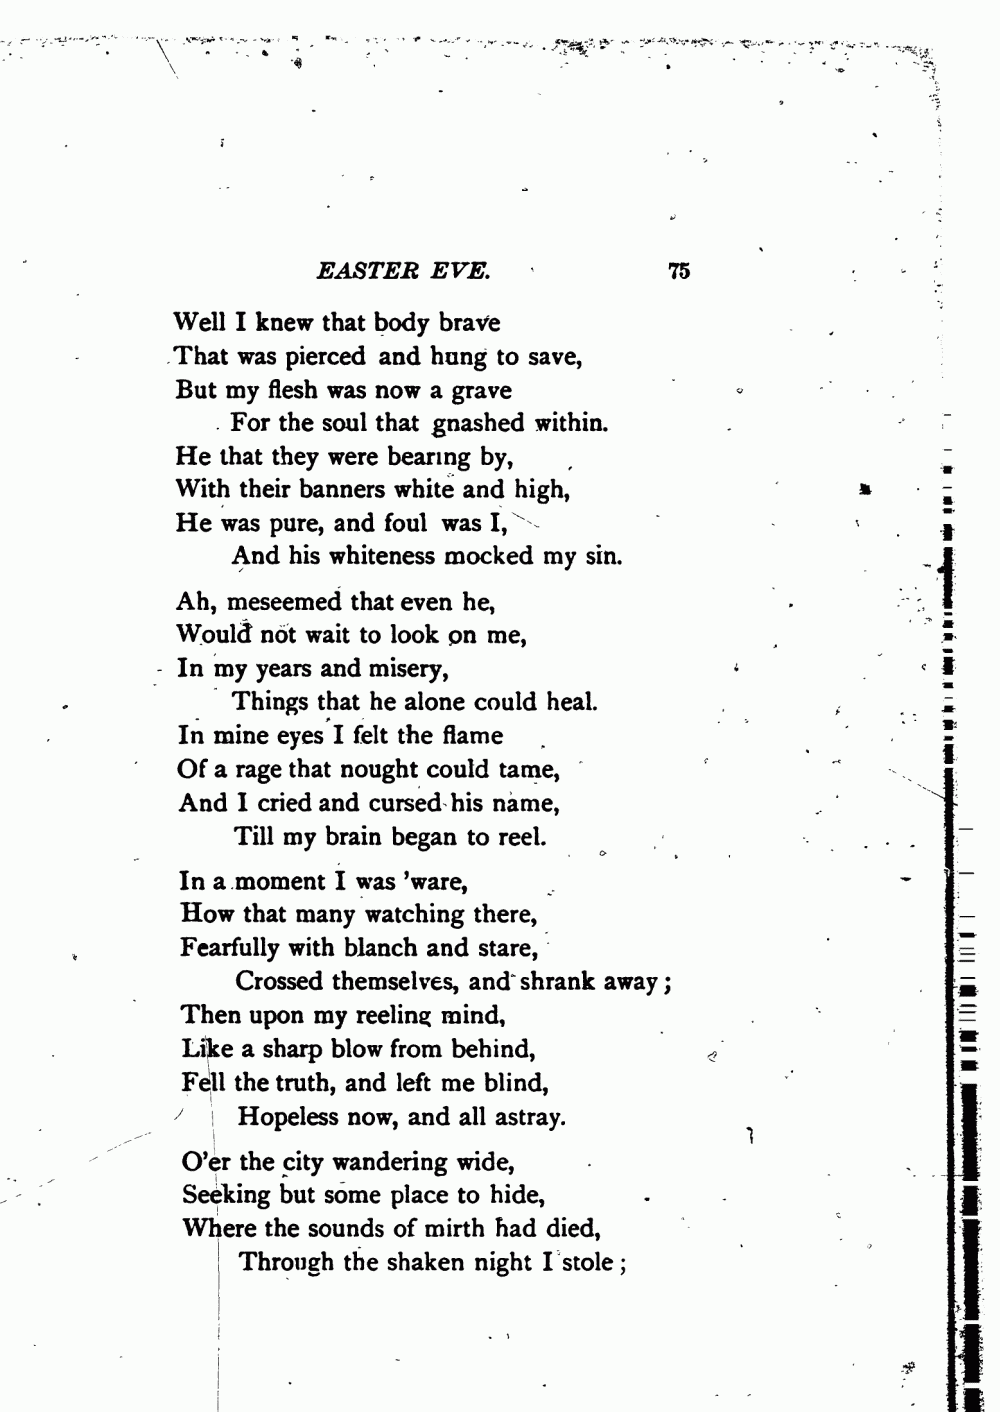 EASTER EVE. 75
Well I knew that body brave
That was pierced and hung to save,
But my flesh was now a grave
For the soul that gnashed within.
He that they were bearing by,
With their banners white and high,
He was pure, and foul was I,
And his whiteness mocked my sin.
Ah, meseemed that even he,
Would not wait to look on me,
In my years and misery,
Things that he alone could heal.
In mine eyes I felt the flame
Of a rage that nought could tame,
And I cried and cursed his name,
Till my brain began to reel.
In a moment I was ’ware,
How that many watching there,
Fearfully with blanch and stare,
Crossed themselves, and shrank away;
Then upon my reeling mind,
Like a sharp blow from behind,
Fell the truth, and left me blind,
Hopeless now, and all astray.
O’er the city wandering wide,
Seeking but some place to hide,
Where the sounds of mirth had died,
Through the shaken night I stole;